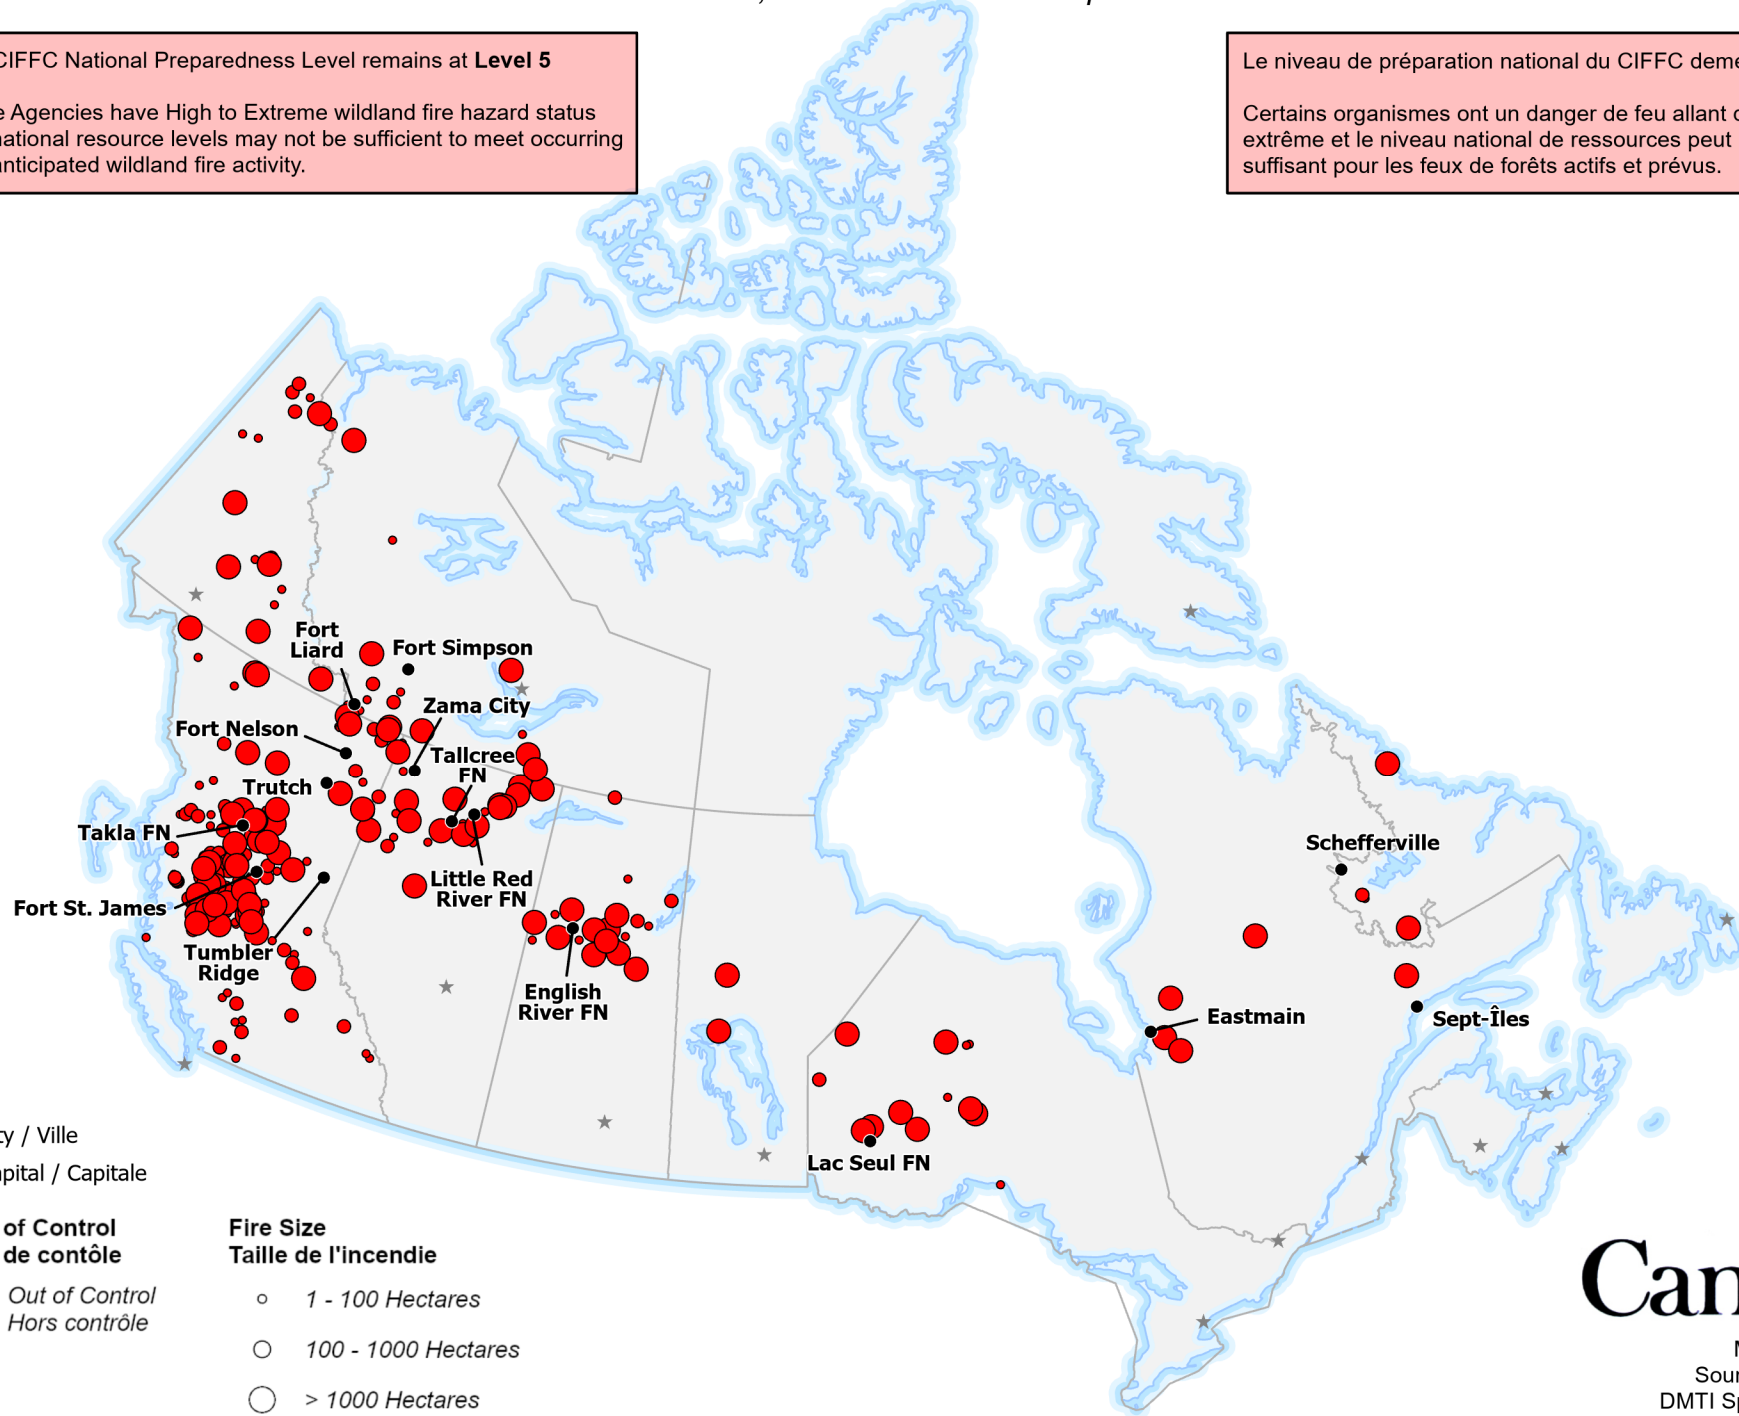 CIFFC National Preparedness Level remains at Level 5
Agencies have High to Extreme wildland fire hazard status
national resource levels may not be sufficient to meet occurring
anticipated wildland fire activity.
Le niveau de préparation national du CIFFC deme
Certains organismes ont un danger de feu allant
extrême et le niveau national de ressources peut
suffisant pour les feux de forêts actifs et prévus.
Fort
Liard
Fort Simpson
Zama City
Fort Nelson
Tallcree
FN
Trutch
Takla FN
Little Red
River FN
Fort St. James
Tumbler
Ridge
English
River FN
Schefferville
Eastmain
Sept-Îles
Lac Seul FN
ty / Ville
pital / Capitale
of Control
de contôle
Out of Control
Hors contrôle
Fire Size
Taille de l'incendie
1 - 100 Hectares
100 - 1000 Hectares
> 1000 Hectares
Can
Sour
DMTI Sp